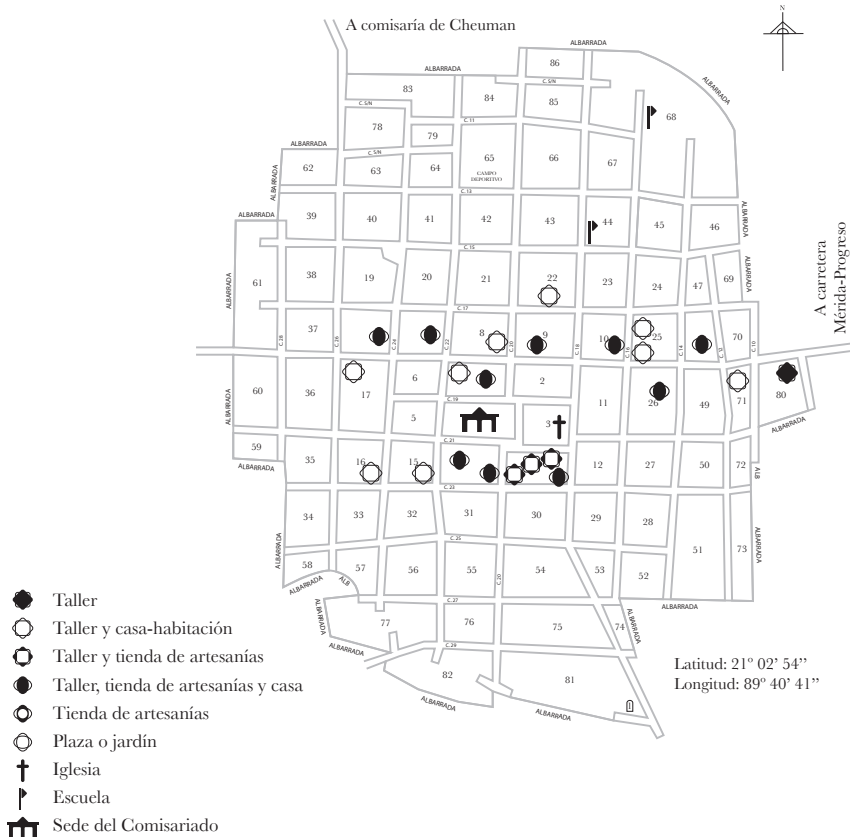 A comisaría de Cheuman
N
ALBARRADA
86
ALBARRADA
C. S/N
ALBARRADA
83
84
85
C. S/N
68
C. 11
78
79
ALBARRADA
C. S/N
65
CAMPO
DEPORTIVO
66
67
62
63
64
ALBARRADA
C. 13
39
40
41
42
43
44
45
46
ALBARRADA
ALBARRADA
C. 15
A carretera
Mérida-Progreso
61
38
19
20
21
22
23
24
47
69
ALBARRADA
C. 17
37
8
9
10
25
70
C. 28
C. 26
C. 24
C. 22
C. 20
C. 18
C. 16
C. 14
C. 12
C. 10
60
36
17
6
2
11
26
49
71
80
ALBARRADA
C. 19
5
3
ALBARRADA
C. 21
59
35
16
15
12
27
50
72
ALBARRADA
ALB
C. 23
34
33
32
31
30
29
28
51
73
ALBARRADA
ALBARRADA
C. 25
58
57
56
55
54
53
52
C. 20
ALBARRADA
ALB
C. 27
ALBARRADA
ALBARRADA
77
76
75
74
ALBARRADA
ALBARRADA
C. 29
82
81
ALBARRADA
ALBARRADA
Latitud: 21º 02’ 54’’
Longitud: 89º 40’ 41’’
Taller
Taller y casa-habitación
Taller y tienda de artesanías
Taller, tienda de artesanías y casa
Tienda de artesanías
Plaza o jardín
Iglesia
Escuela
Sede del Comisariado